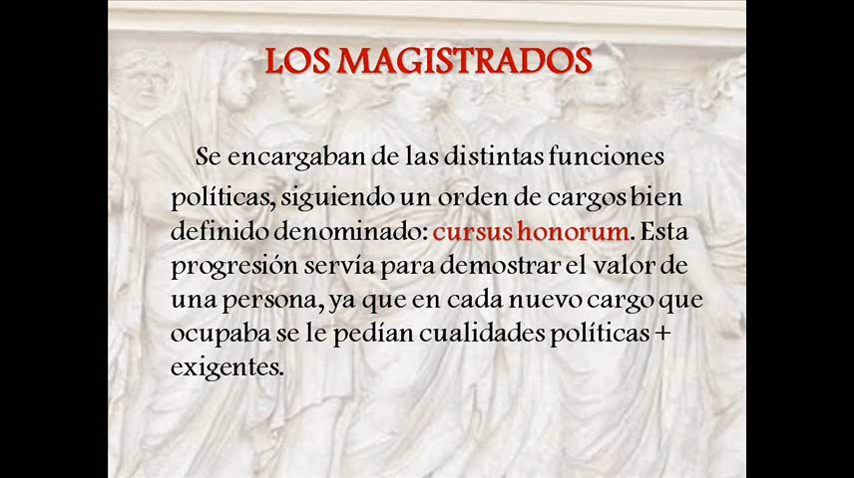 LOS MAGISTRADOS
Se encargaban de las distintas funciones
políticas, siguiendo un orden de cargos bien
definido denominado: cursus honorum. Esta
progresión servía para demostrar el valor de
una persona, ya que en cada nuevo cargo que
ocupaba se le pedían cualidades políticas +
exigentes.